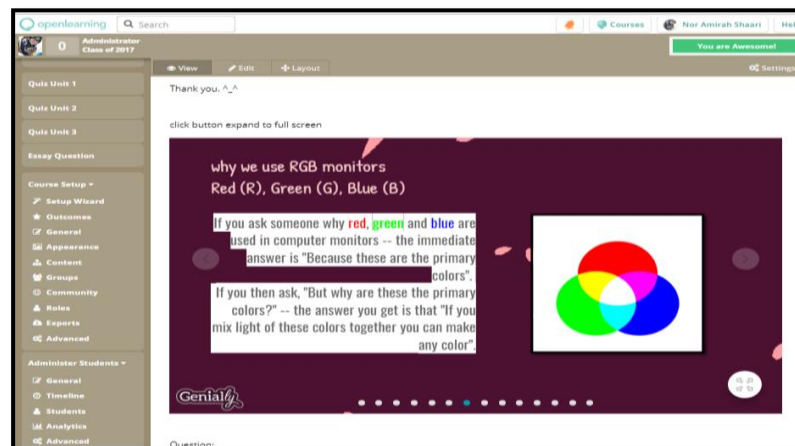 openlearning
Search
Courses
Nor Amirah Shaari
Hel
0
Administrator
Class of 2017
You are Awesome!
View
Edit
Layout
Settings
Quiz Unit 1
Quiz Unit 2
Quiz Unit 3
Essay Question
Course Setup
Setup Wizard
Outcomes
General
Appearance
Content
Groups
Community
Roles
Exports
Advanced
Administer Students
General
Timeline
Students
Analytics
Advanced
Thank you. ^_^
click button expand to full screen
why we use RGB monitors
Red (R), Green (G), Blue (B)
If you ask someone why red, green and blue are
used in computer monitors -- the immediate
answer is "Because these are the primary
colors".
If you then ask, "But why are these the primary
colors?" -- the answer you get is that "If you
mix light of these colors together you can make
any color".
Genially
Question: